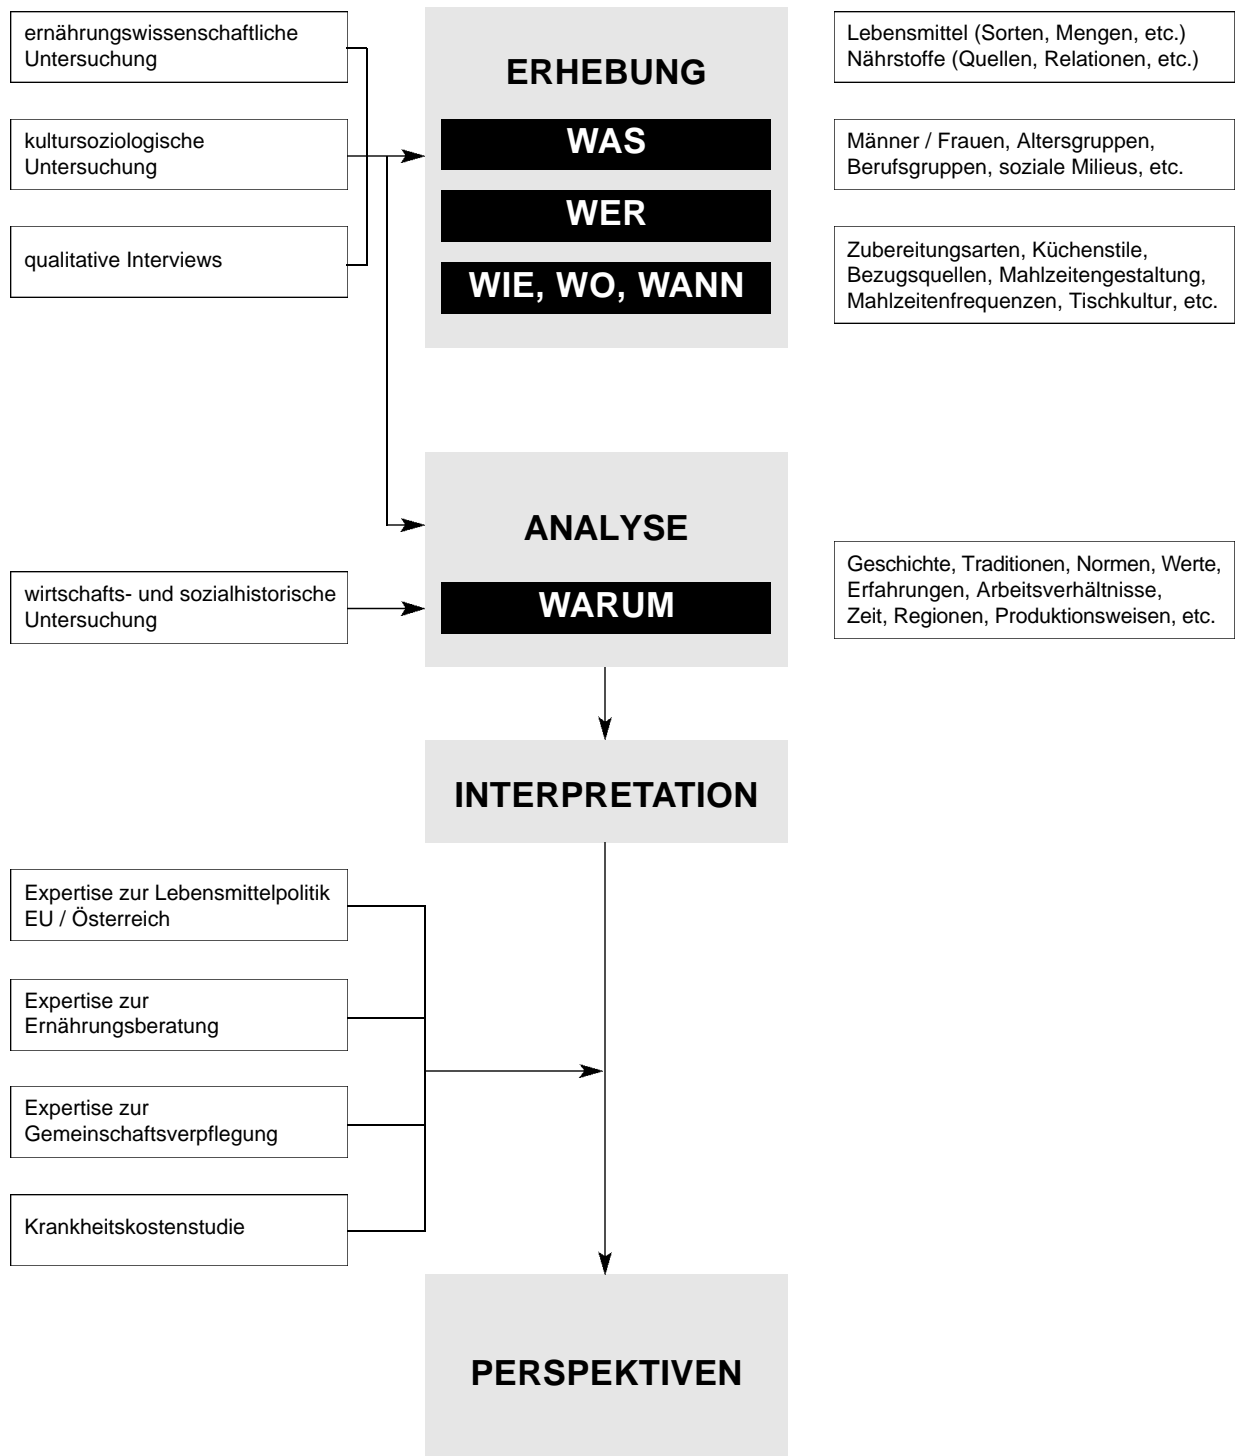 ernährungswissenschaftliche
Untersuchung
kultursoziologische
Untersuchung
qualitative Interviews
ERHEBUNG
WAS
WER
WIE, WO, WANN
Lebensmittel (Sorten, Mengen, etc.)
Nährstoffe (Quellen, Relationen, etc.)
Männer / Frauen, Altersgruppen,
Berufsgruppen, soziale Milieus, etc.
Zubereitungsarten, Küchenstile,
Bezugsquellen, Mahlzeitengestaltung,
Mahlzeitenfrequenzen, Tischkultur, etc.
wirtschafts- und sozialhistorische
Untersuchung
ANALYSE
WARUM
Geschichte, Traditionen, Normen, Werte,
Erfahrungen, Arbeitsverhältnisse,
Zeit, Regionen, Produktionsweisen, etc.
INTERPRETATION
Expertise zur Lebensmittelpolitik
EU / Österreich
Expertise zur
Ernährungsberatung
Expertise zur
Gemeinschaftsverpflegung
Krankheitskostenstudie
PERSPEKTIVEN